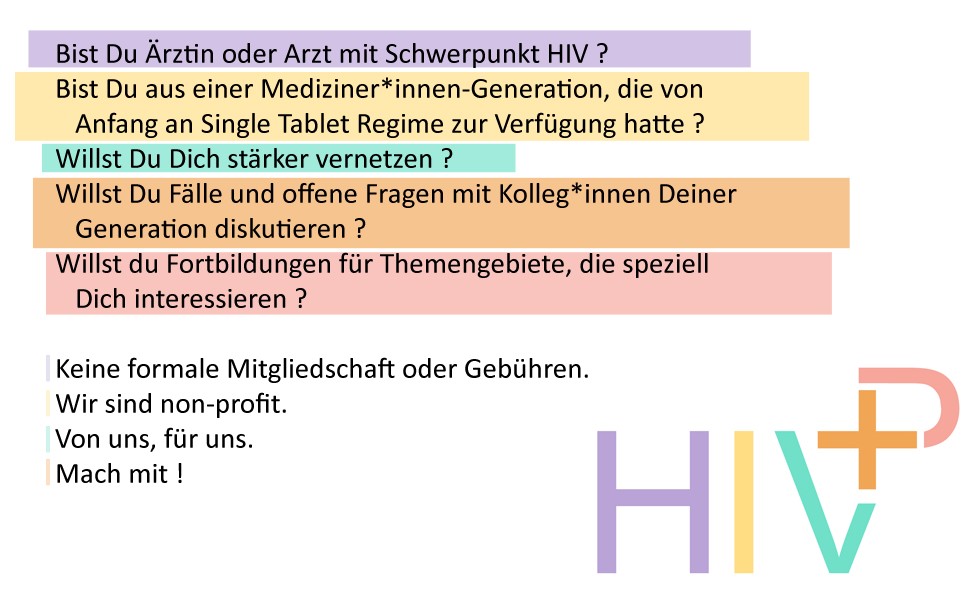 Bist Du Ärztin oder Arzt mit Schwerpunkt HIV ?
Bist Du aus einer Mediziner*innen-Generation, die von
Anfang an Single Tablet Regime zur Verfügung hatte ?
Willst Du Dich stärker vernetzen ?
Willst Du Fälle und offene Fragen mit Kolleg*innen Deiner
Generation diskutieren ?
Willst du Fortbildungen für Themengebiete, die speziell
Dich interessieren ?
Keine formale Mitgliedschaft oder Gebühren.
Wir sind non-profit.
Von uns, für uns.
Mach mit !
HIV+P